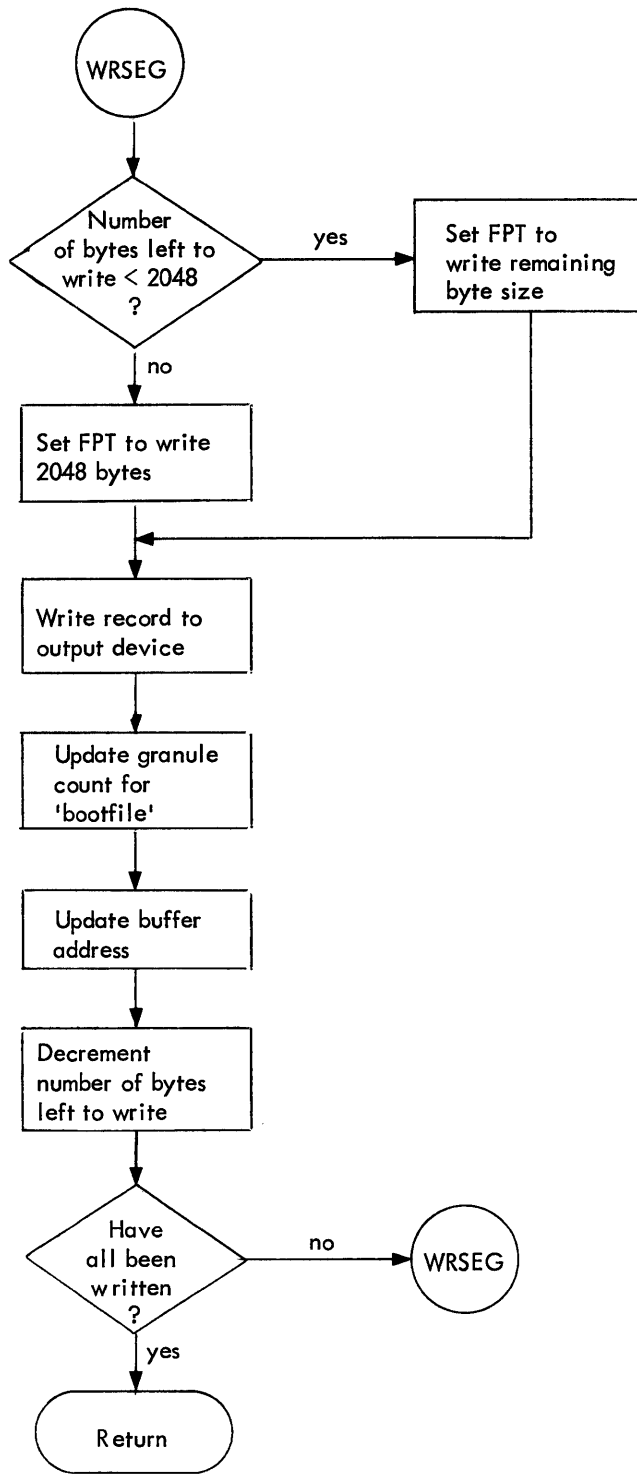 WRSEG
Number
of bytes left to
write < 2048
?
yes
Set FPT to
write remaining
byte size
no
Set FPT to write
2048 bytes
Write record to
output device
Update granule
count for
'bootfile'
Update buffer
address
Decrement
number of bytes
left to write
Have
all been
written
?
no
WRSEG
yes
Return